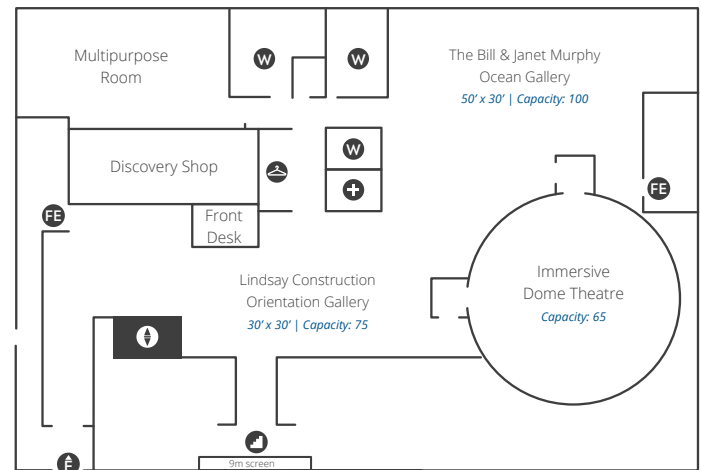 Multipurpose
Room
W
W
The Bill & Janet Murphy
Ocean Gallery
50' x 30' | Capacity: 100
W
Discovery Shop
FE
FE
Front
Desk
Lindsay Construction
Orientation Gallery
30' x 30' | Capacity: 75
Immersive
Dome Theatre
Capacity: 65
E
9m screen